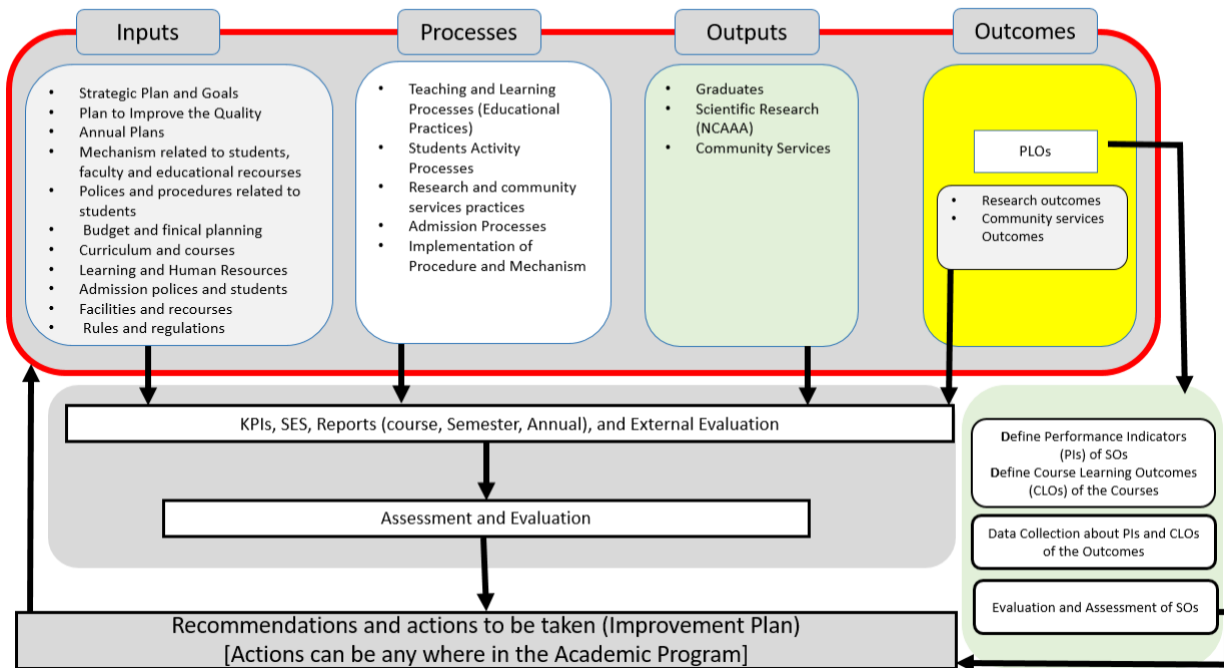 Inputs
Processes
Outputs
Outcomes
• Strategic Plan and Goals
• Plan to Improve the Quality
• Annual Plans
• Mechanism related to students,
faculty and educational recourses
• Polices and procedures related to
students
• Budget and finical planning
• Curriculum and courses
• Learning and Human Resources
• Admission polices and students
• Facilities and recourses
• Rules and regulations
• Teaching and Learning
Processes (Educational
Practices)
• Students Activity
Processes
• Research and community
services practices
• Admission Processes
• Implementation of
Procedure and Mechanism
• Graduates
• Scientific Research
(NCAAA)
• Community Services
PLOs
• Research outcomes
• Community services
Outcomes
KPIs, SES, Reports (course, Semester, Annual), and External Evaluation
Assessment and Evaluation
Define Performance Indicators
(PIs) of SOs
Define Course Learning Outcomes
(CLOs) of the Courses
Data Collection about PIs and CLOs
of the Outcomes
Evaluation and Assessment of SOs
Recommendations and actions to be taken (Improvement Plan)
[Actions can be any where in the Academic Program]